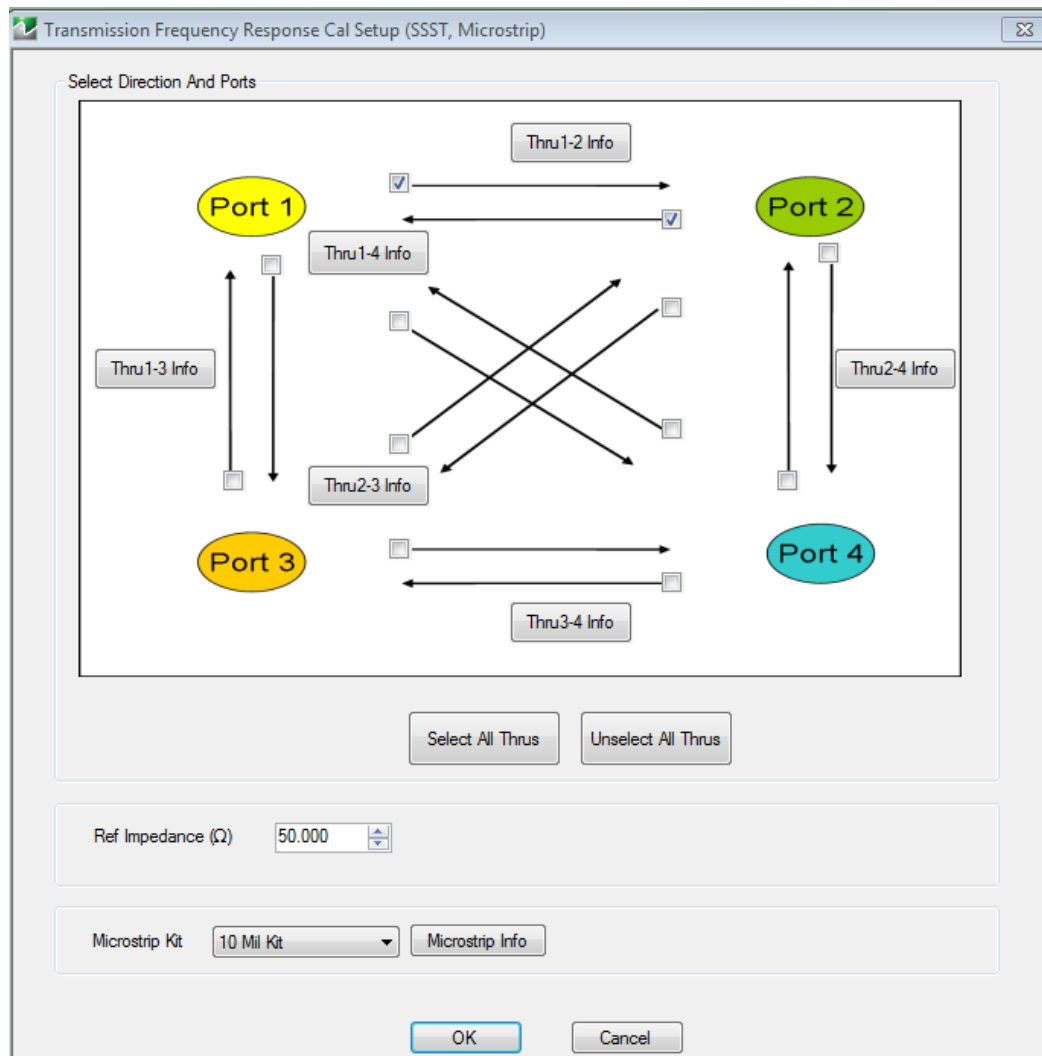 Transmission Frequency Response Cal Setup (SSST, Microstrip)
Select Direction And Ports
Thru1-2 Info
Port 1
Port 2
Thru1-4 Info
Thru1-3 Info
Thru2-4 Info
Thru2-3 Info
Port 3
Port 4
Thru3-4 Info
Select All Thrus
Unselect All Thrus
Ref Impedance (Ω)
50.000
Microstrip Kit
10 Mil Kit
Microstrip Info
OK
Cancel